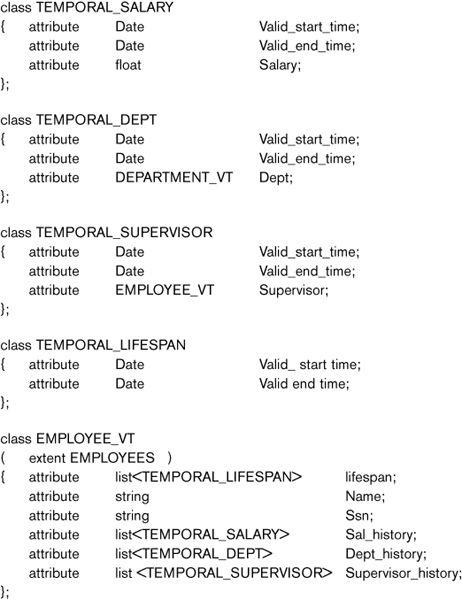 class TEMPORAL_SALARY
{ attribute Date Valid_start_time;
attribute Date Valid_end_time;
attribute float Salary;
};
class TEMPORAL_DEPT
{ attribute Date Valid_start_time;
attribute Date Valid_end_time;
attribute DEPARTMENT_VT Dept;
};
class TEMPORAL_SUPERVISOR
{ attribute Date Valid_start_time;
attribute Date Valid_end_time;
attribute EMPLOYEE_VT Supervisor;
};
class TEMPORAL_LIFESPAN
{ attribute Date Valid_ start time;
attribute Date Valid end time;
};
class EMPLOYEE_VT
( extent EMPLOYEES )
{ attribute list<TEMPORAL_LIFESPAN> lifespan;
attribute string Name;
attribute string Ssn;
attribute list<TEMPORAL_SALARY> Sal_history;
attribute list<TEMPORAL_DEPT> Dept_history;
attribute list <TEMPORAL_SUPERVISOR> Supervisor_history;
};